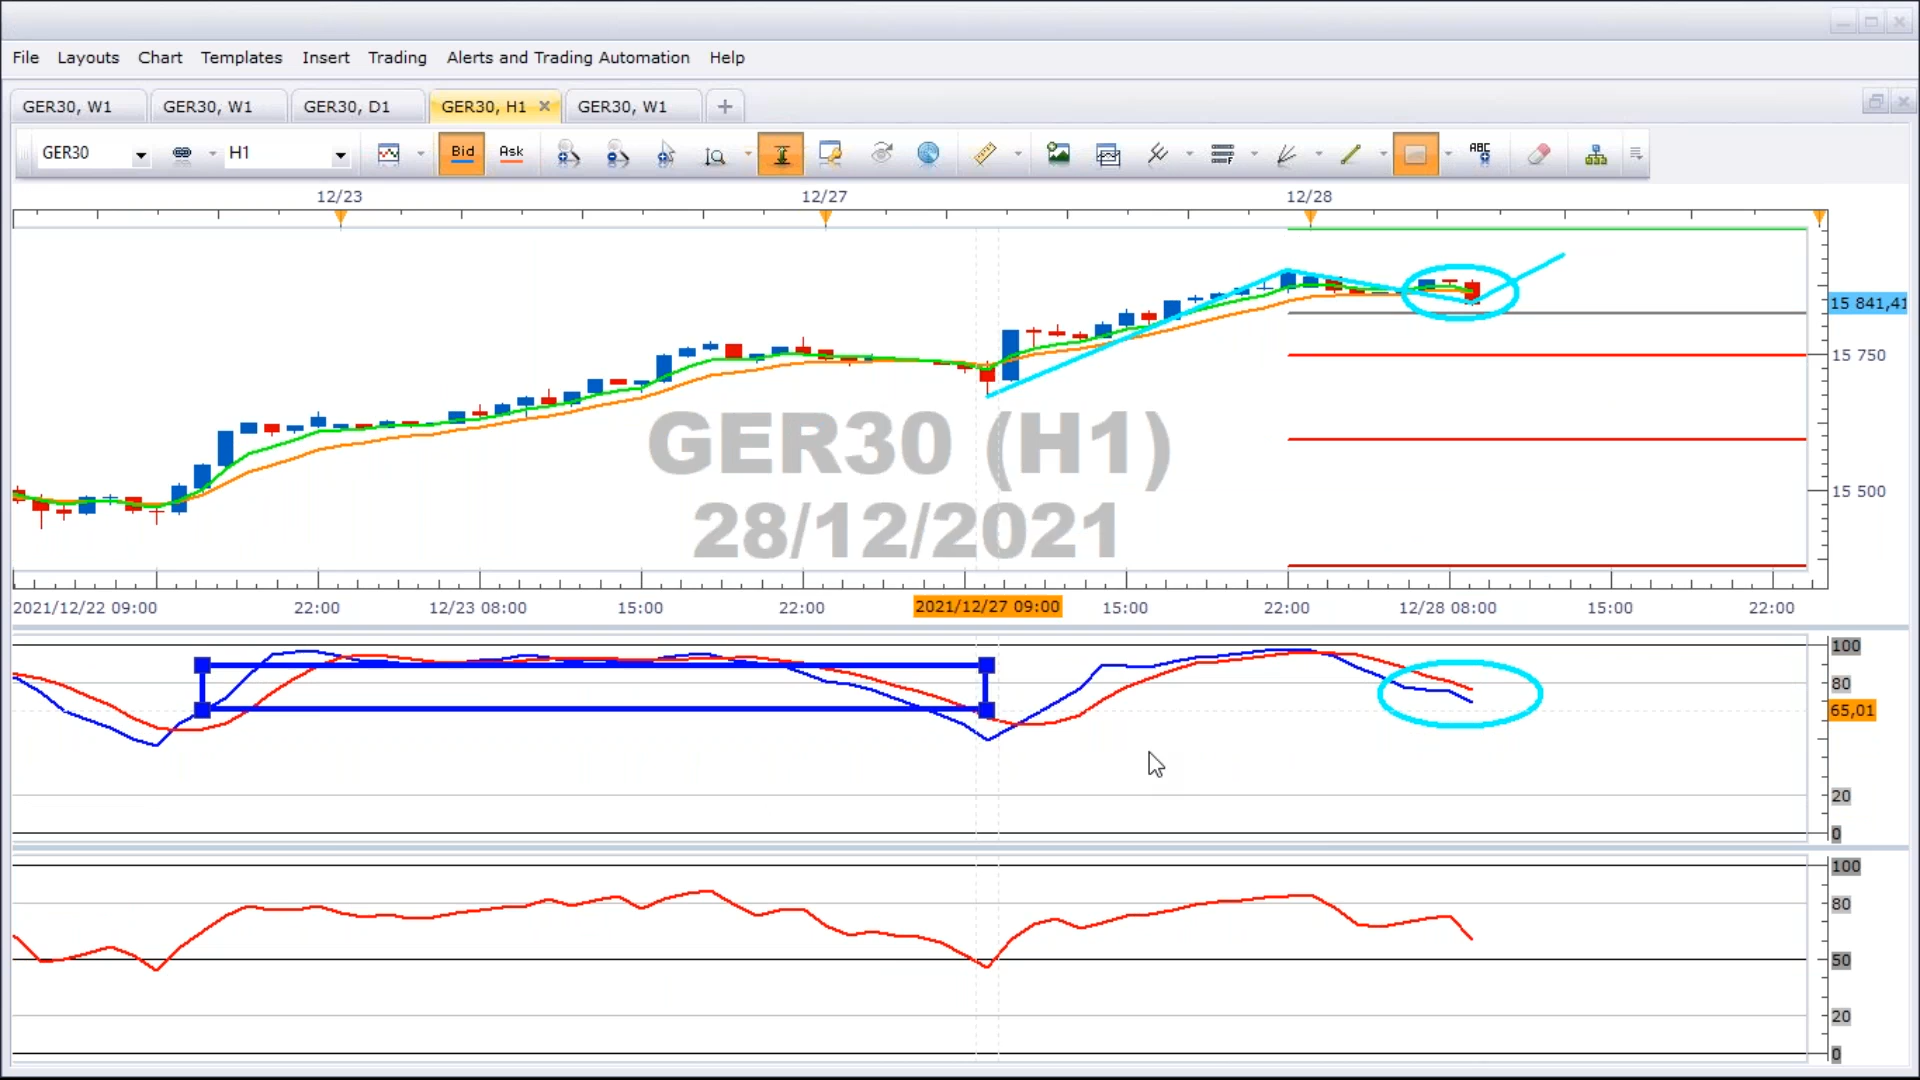 File Layouts Chart Templates Insert Trading Alerts and Trading Automation Help
GER30, W1 GER30, W1 GER30, D1 GER30, H1 GER30, W1
GER30 H1 Bid Ask ABC
12/23 12/27 12/28
15 841,41
15 750
15 500
GER30 (H1)
28/12/2021
2021/12/22 09:00 22:00 12/23 08:00 15:00 22:00 2021/12/27 09:00 15:00 22:00 12/28 08:00 15:00 22:00
100
80
65,01
20
0
100
80
50
20
0